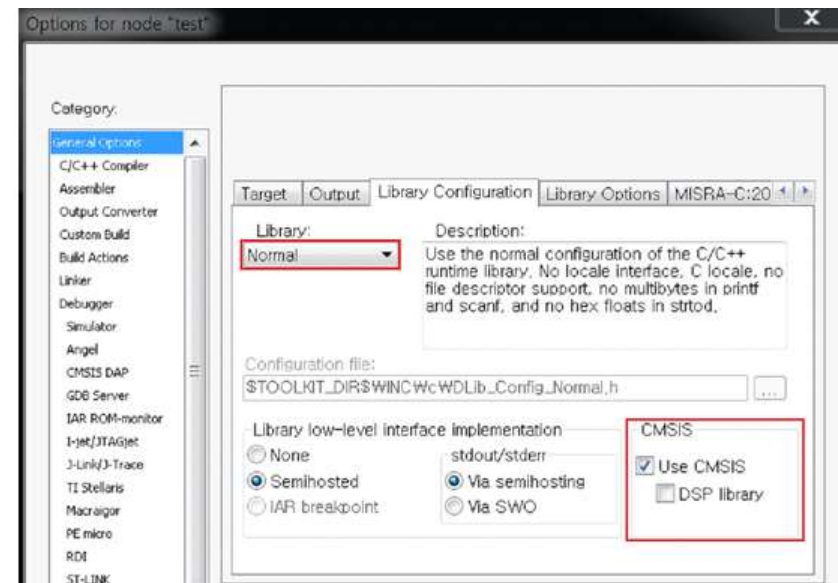 Options for node "test"
x
Category:
General Options
C/C++ Compiler
Assembler
Output Converter
Custom Build
Build Actions
Linker
Debugger
Simulator
Angel
CMSIS DAP
GDB Server
IAR ROM-monitor
I-jet/JTAGjet
J-Link/J-Trace
TI Stellaris
Macraigor
PE micro
RDI
ST-LINK
Target Output Library Configuration Library Options MISRA-C:20
Library:
Normal
Description:
Use the normal configuration of the C/C++
runtime library. No locale interface, C locale, no
file descriptor support, no multibytes in printf
and scanf, and no hex floats in strtod.
Configuration file:
$TOOLKIT_DIR$₩INC₩c₩DLib_Config_Normal.h
...
Library low-level interface implementation
None
Semihosted
IAR breakpoint
stdout/stderr
Via semihosting
Via SWO
CMSIS
Use CMSIS
DSP library